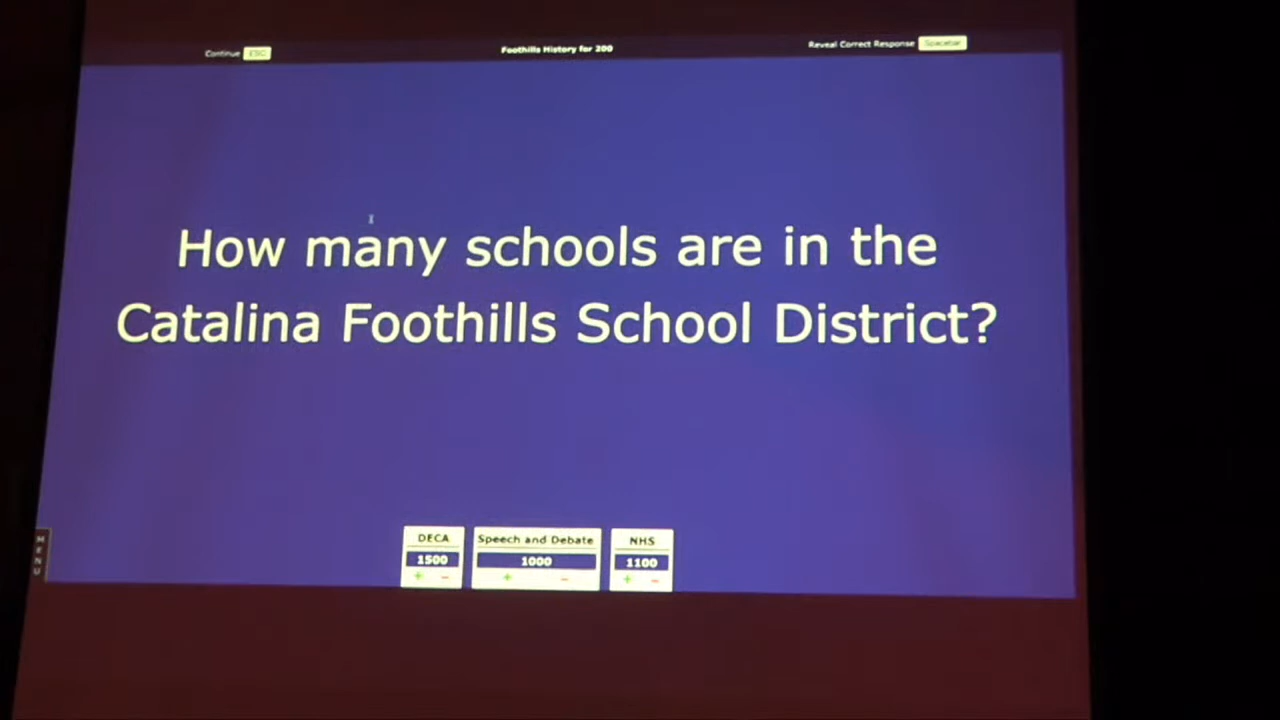 Continue ESC Foothills History for 200 Reveal Correct Response Spacebar
How many schools are in the
Catalina Foothills School District?
MENU
DECA Speech and Debate NHS
1500 1000 1100
+ - + - + -